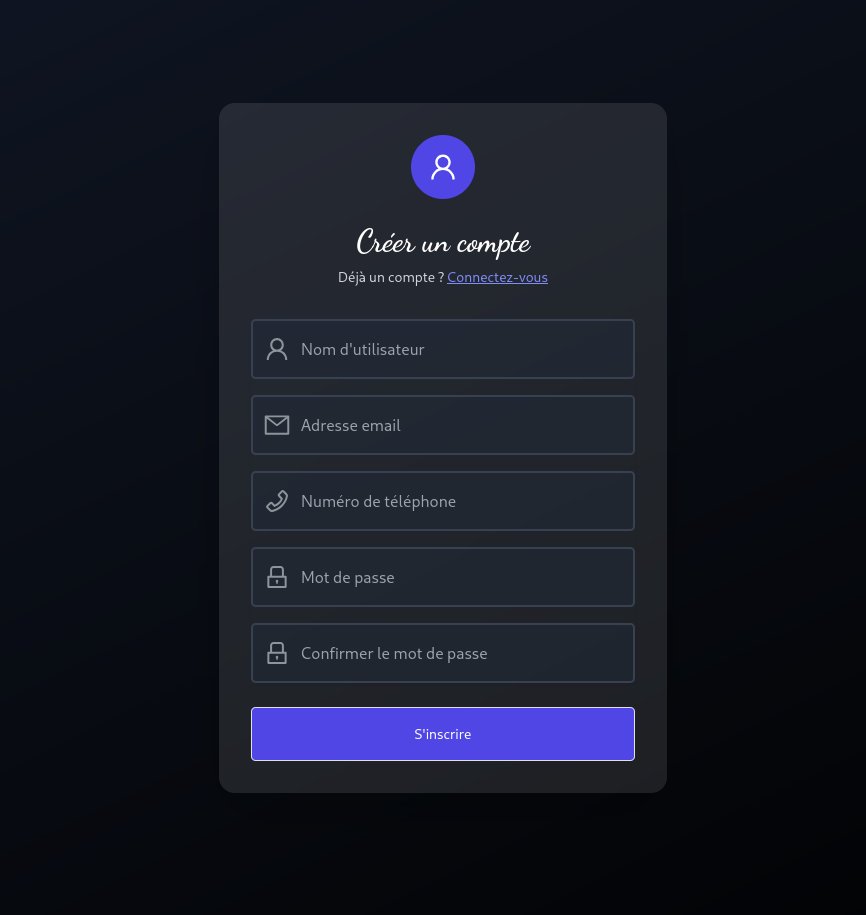 Créer un compte
Déjà un compte ? Connectez-vous
Nom d'utilisateur
Adresse email
Numéro de téléphone
Mot de passe
Confirmer le mot de passe
S'inscrire